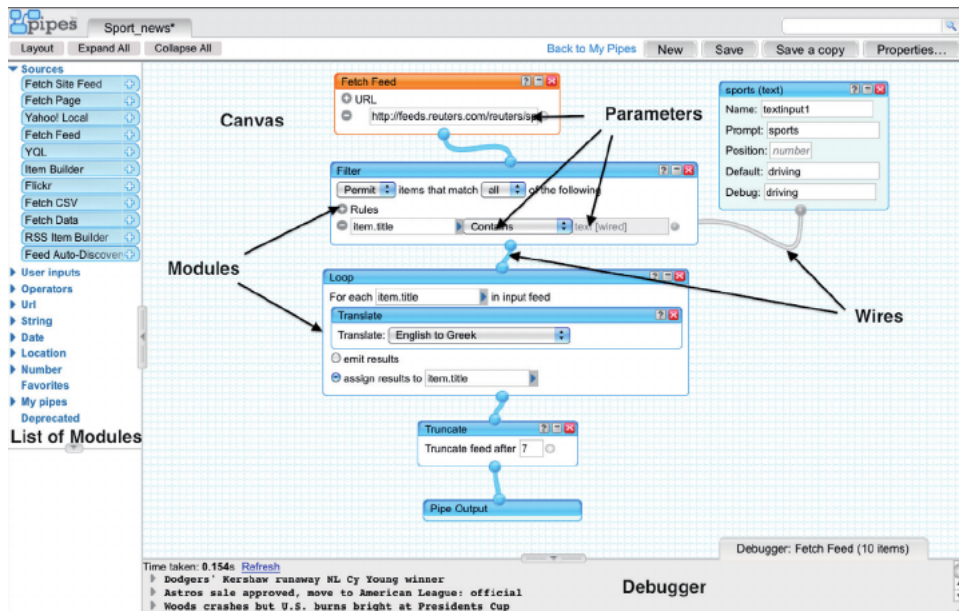 pipes Sport_news*
Layout Expand All Collapse All Back to My Pipes New Save Save a copy Properties...
Sources
Fetch Site Feed
Fetch Page
Yahoo! Local
Fetch Feed
YQL
Item Builder
Flickr
Fetch CSV
Fetch Data
RSS Item Builder
Feed Auto-Discover
User inputs
Operators
Url
String
Date
Location
Number
Favorites
My pipes
Deprecated
List of Modules
Canvas
Modules
Parameters
Wires
Fetch Feed
URL
http://feeds.reuters.com/reuters/sp
Filter
Permit items that match all of the following
Rules
item.title Contains text [wired]
sports (text)
Name: textinput1
Prompt: sports
Position: number
Default: driving
Debug: driving
Loop
For each item.title in input feed
Translate
Translate: English to Greek
emit results
assign results to item.title
Truncate
Truncate feed after 7
Pipe Output
Debugger: Fetch Feed (10 items)
Time taken: 0.154s Refresh
Dodgers' Kershaw runaway NL Cy Young winner
Astros sale approved, move to American League: official
Woods crashes but U.S. burns bright at Presidents Cup
Debugger